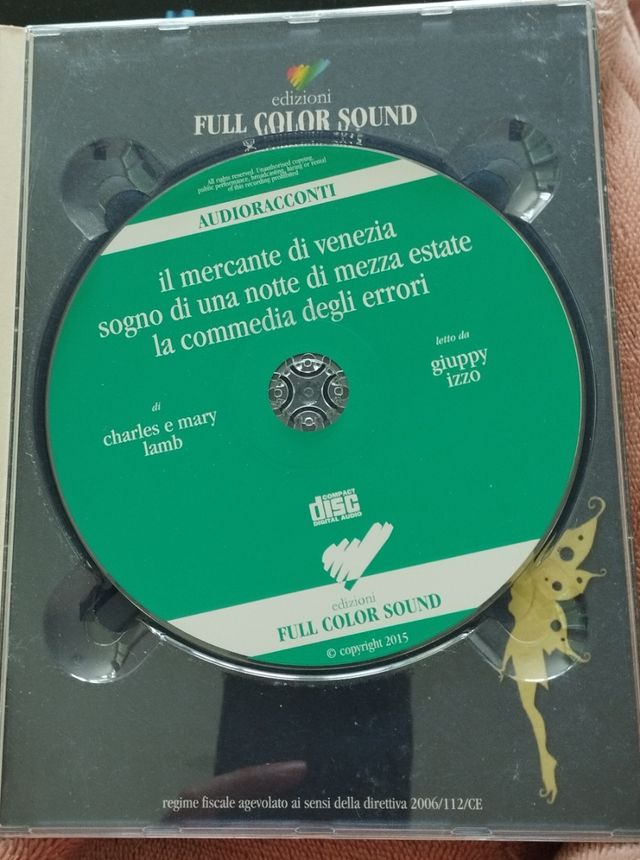 edizioni
FULL COLOR SOUND
All rights reserved. Unauthorised copying,
public performance, broadcasting, hiring or rental
of this recording prohibited
AUDIORACCONTI
il mercante di venezia
sogno di una notte di mezza estate
la commedia degli errori
letto da
giuppy
izzo
di
charles e mary
lamb
COMPACT
disc
DIGITAL AUDIO
edizioni
FULL COLOR SOUND
© copyright 2015
regime fiscale agevolato ai sensi della direttiva 2006/112/CE